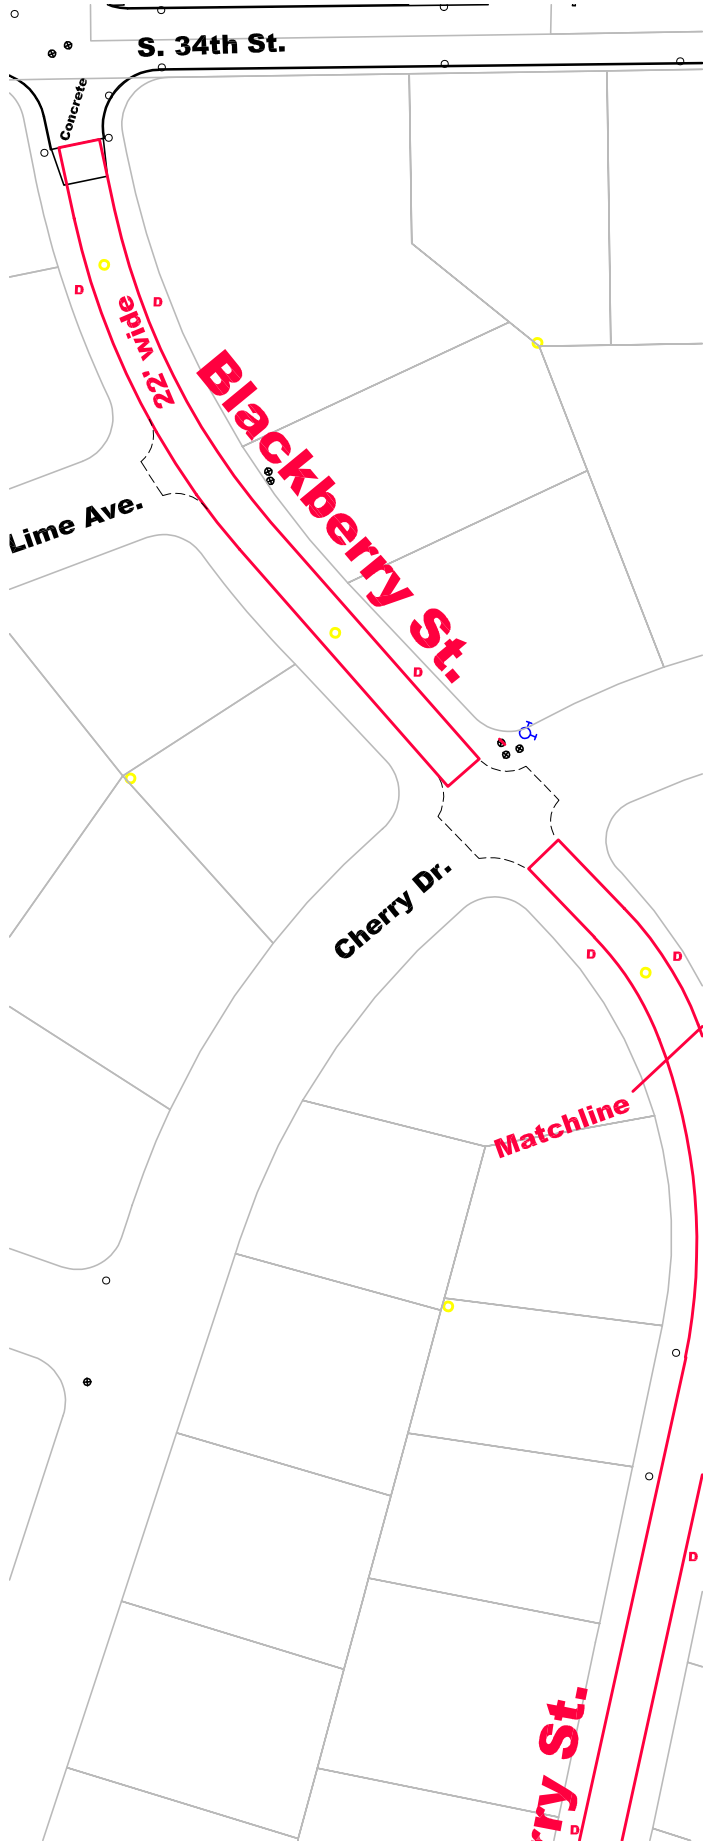 S. 34th St.
Concrete
D
D
22' wide
Blackberry St.
Lime Ave.
D
Cherry Dr.
D
D
Matchline
D
rry St.
D